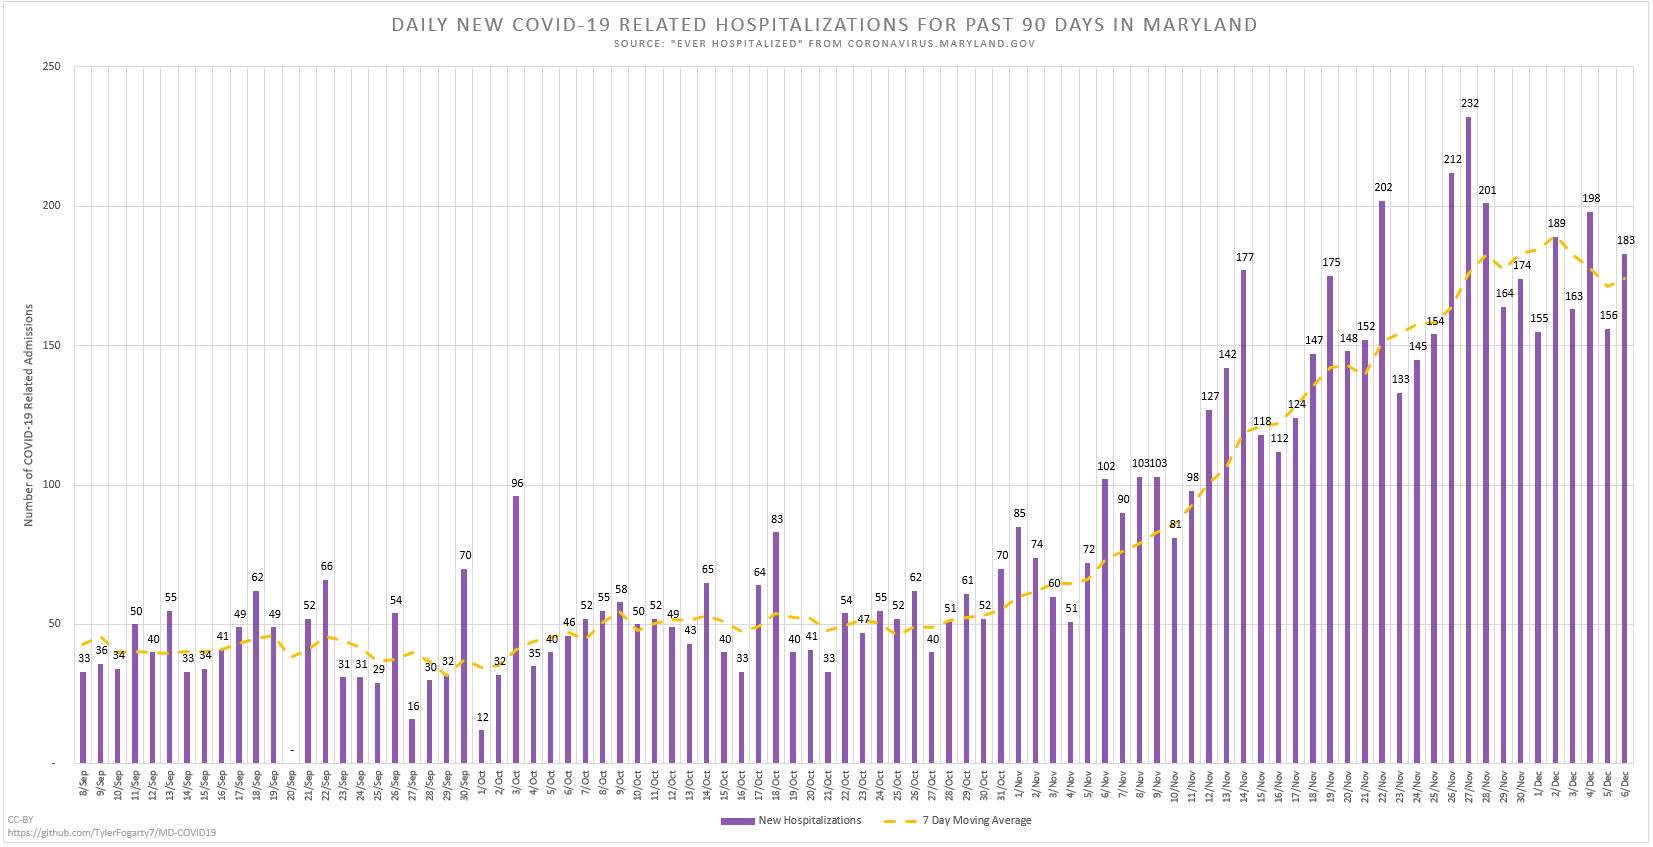 DAILY NEW COVID-19 RELATED HOSPITALIZATIONS FOR PAST 90 DAYS IN MARYLAND
SOURCE: "EVER HOSPITALIZED" FROM CORONAVIRUS.MARYLAND.GOV
Number of COVID-19 Related Admissions
250
200
150
100
50
-
33 36 34 50 40 55 33 34 41 49 62 49 - 52 66 31 31 29 54 16 30 32 70 12 32 96 35 40 46 52 55 58 50 52 49 43 65 40 33 64 83 40 41 33 54 47 55 52 62 40 51 61 52 70 85 74 60 51 72 102 90 103 103 81 98 127 142 177 118 112 124 147 175 148 152 202 133 145 154 212 232 201 164 174 155 189 163 198 156 183
8/Sep 9/Sep 10/Sep 11/Sep 12/Sep 13/Sep 14/Sep 15/Sep 16/Sep 17/Sep 18/Sep 19/Sep 20/Sep 21/Sep 22/Sep 23/Sep 24/Sep 25/Sep 26/Sep 27/Sep 28/Sep 29/Sep 30/Sep 1/Oct 2/Oct 3/Oct 4/Oct 5/Oct 6/Oct 7/Oct 8/Oct 9/Oct 10/Oct 11/Oct 12/Oct 13/Oct 14/Oct 15/Oct 16/Oct 17/Oct 18/Oct 19/Oct 20/Oct 21/Oct 22/Oct 23/Oct 24/Oct 25/Oct 26/Oct 27/Oct 28/Oct 29/Oct 30/Oct 31/Oct 1/Nov 2/Nov 3/Nov 4/Nov 5/Nov 6/Nov 7/Nov 8/Nov 9/Nov 10/Nov 11/Nov 12/Nov 13/Nov 14/Nov 15/Nov 16/Nov 17/Nov 18/Nov 19/Nov 20/Nov 21/Nov 22/Nov 23/Nov 24/Nov 25/Nov 26/Nov 27/Nov 28/Nov 29/Nov 30/Nov 1/Dec 2/Dec 3/Dec 4/Dec 5/Dec 6/Dec
New Hospitalizations 7 Day Moving Average
CC-BY
https://github.com/TylerFogarty7/MD-COVID19